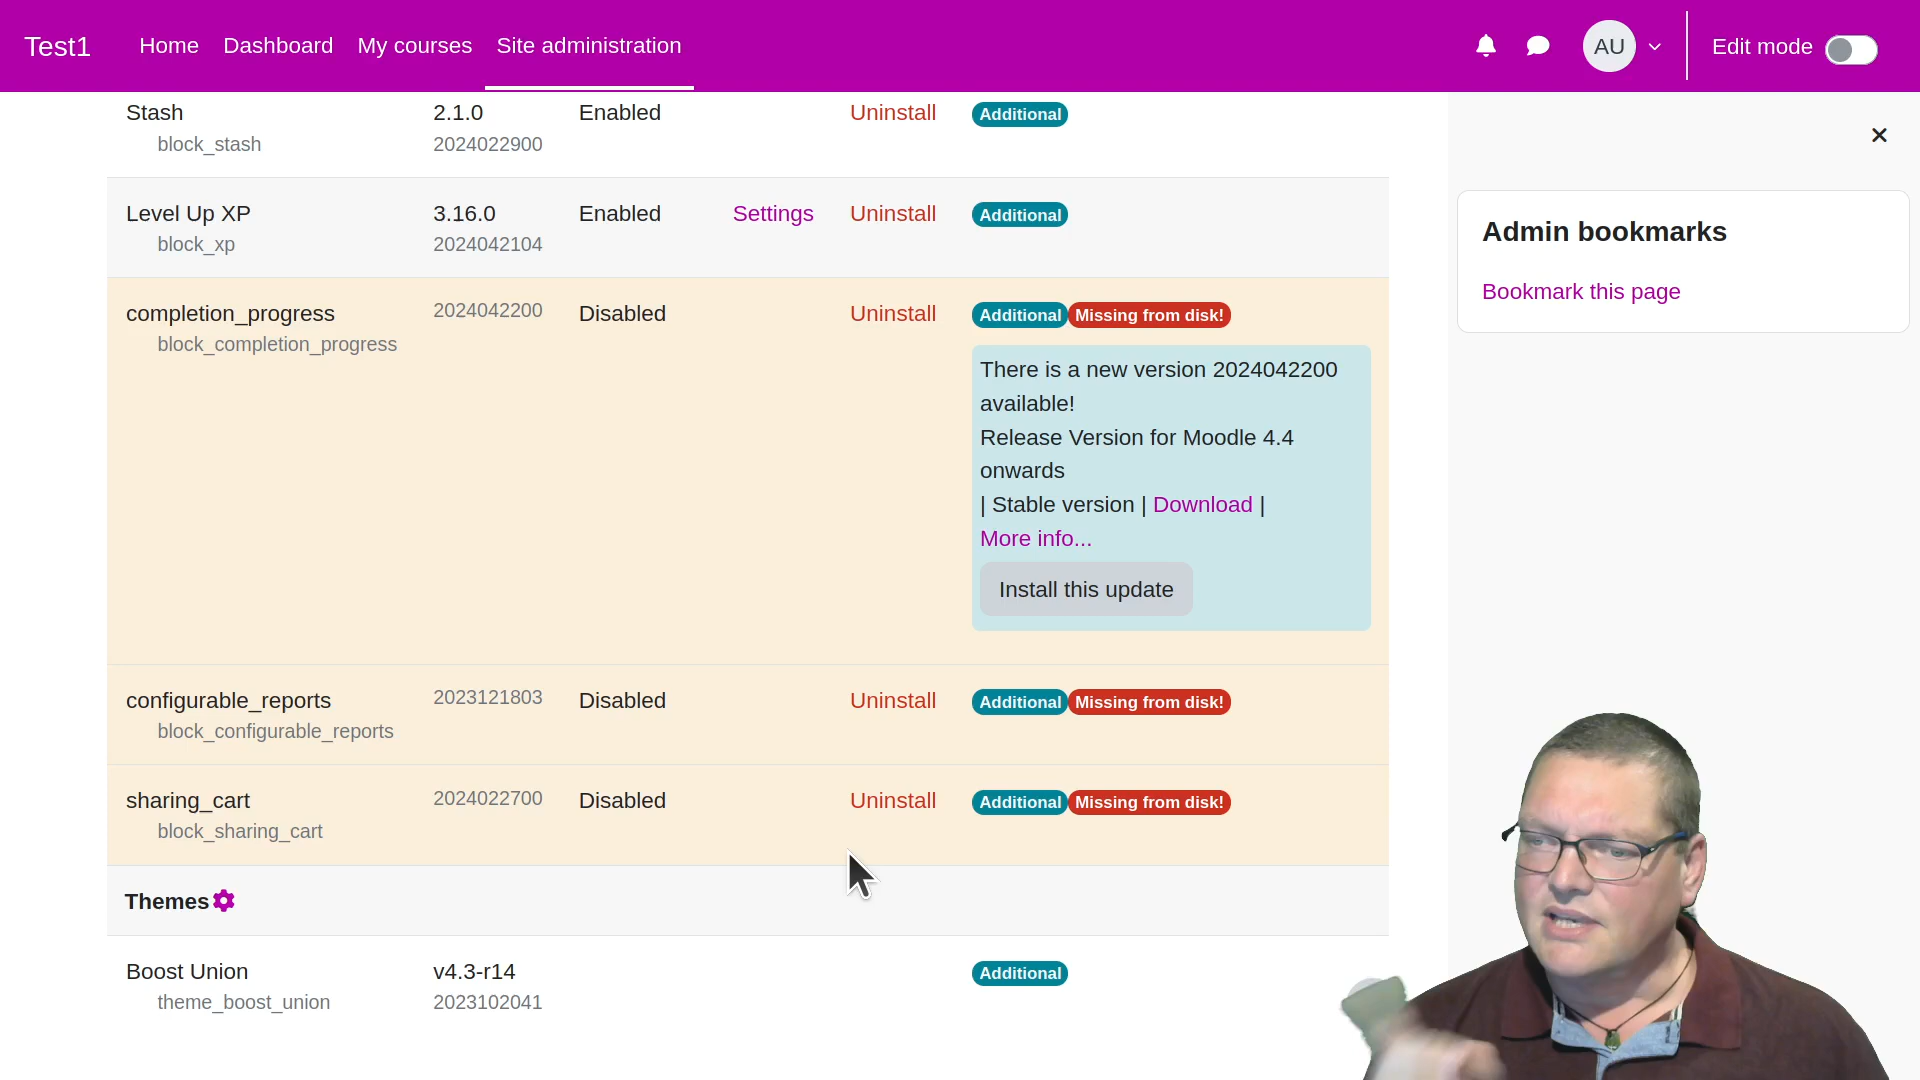 Test1 Home Dashboard My courses Site administration AU Edit mode
Stash 2.1.0 Enabled Uninstall Additional
block_stash 2024022900
Level Up XP 3.16.0 Enabled Settings Uninstall Additional
block_xp 2024042104
completion_progress 2024042200 Disabled Uninstall Additional Missing from disk!
block_completion_progress
There is a new version 2024042200
available!
Release Version for Moodle 4.4
onwards
| Stable version | Download |
More info...
Install this update
configurable_reports 2023121803 Disabled Uninstall Additional Missing from disk!
block_configurable_reports
sharing_cart 2024022700 Disabled Uninstall Additional Missing from disk!
block_sharing_cart
Themes
Boost Union v4.3-r14 Additional
theme_boost_union 2023102041
Admin bookmarks
Bookmark this page